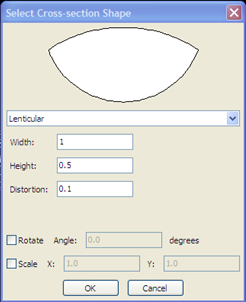 Select Cross-section Shape
Lenticular
Width: 1
Height: 0.5
Distortion: 0.1
Rotate Angle: 0.0 degrees
Scale X: 1.0 Y: 1.0
OK Cancel